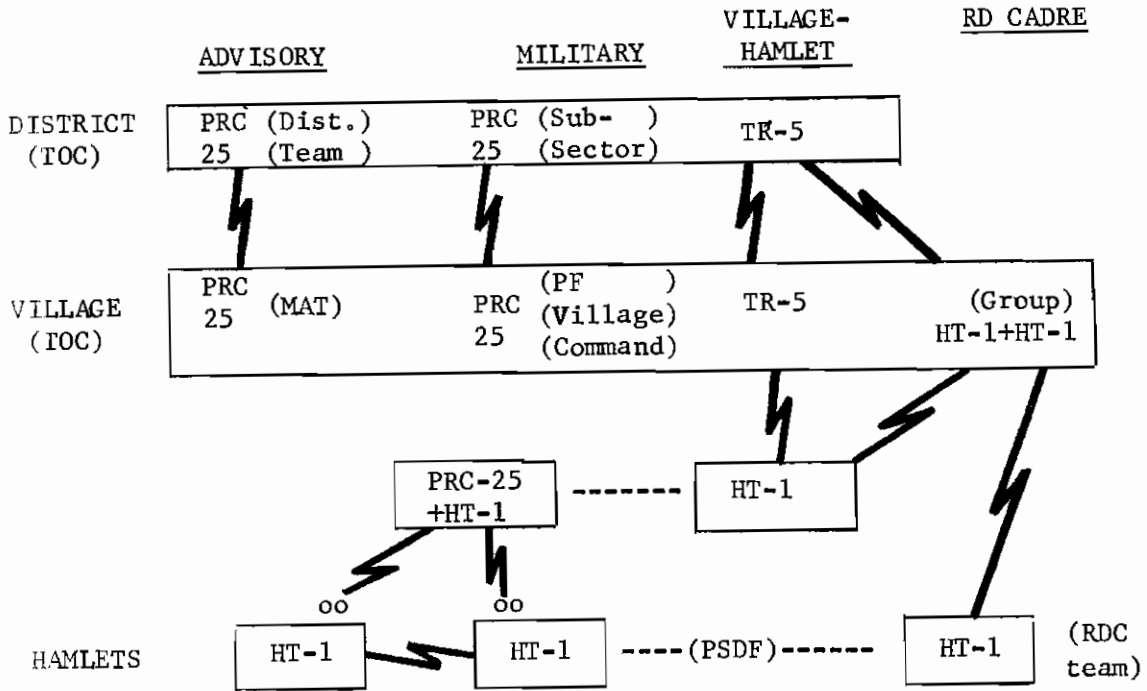 VILLAGE-
HAMLET
RD CADRE
ADVISORY
MILITARY
DISTRICT
(TOC)
PRC (Dist.)
25 (Team )
PRC (Sub- )
25 (Sector)
TR-5
VILLAGE
(TOC)
PRC
25
(MAT)
PRC
25
(PF )
(Village)
(Command)
TR-5
(Group)
HT-1+HT-1
PRC-25
+HT-1
-------
HT-1
oo
oo
HAMLETS
HT-1
HT-1
----(PSDF)------
HT-1
(RDC
team)